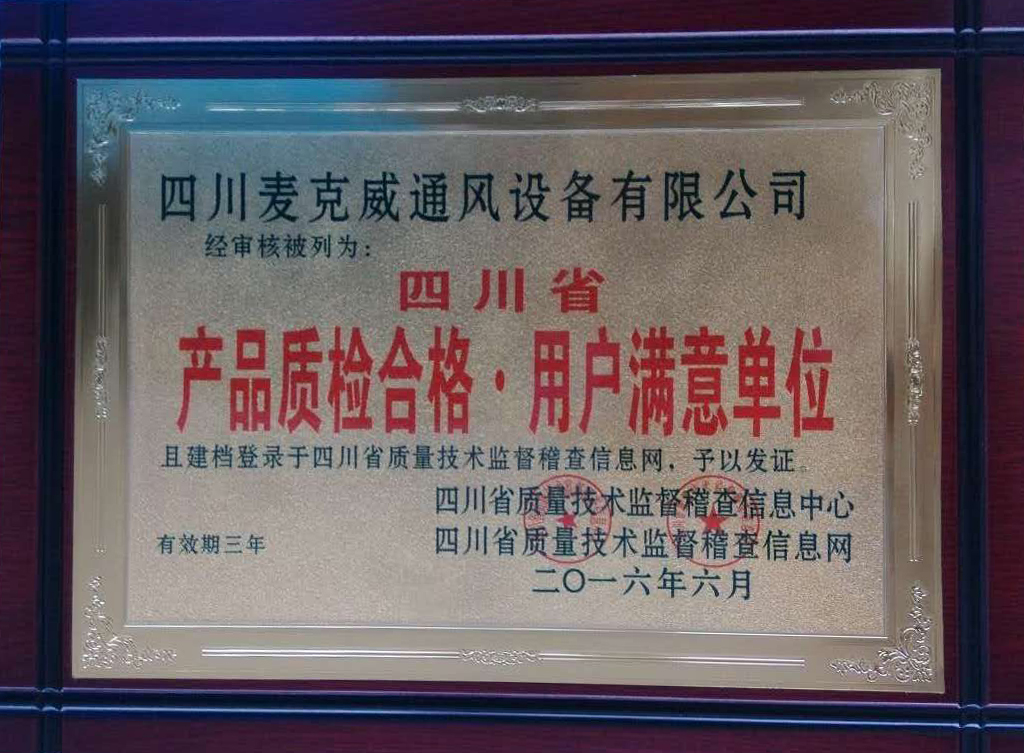 四川麦克威通风设备有限公司
经审核被列为：
四川省
产品质检合格·用户满意单位
且建档登录于四川省质量技术监督稽查信息网，予以发证。
四川省质量技术监督稽查信息中心
有效期三年
四川省质量技术监督稽查信息网
二〇一六年六月